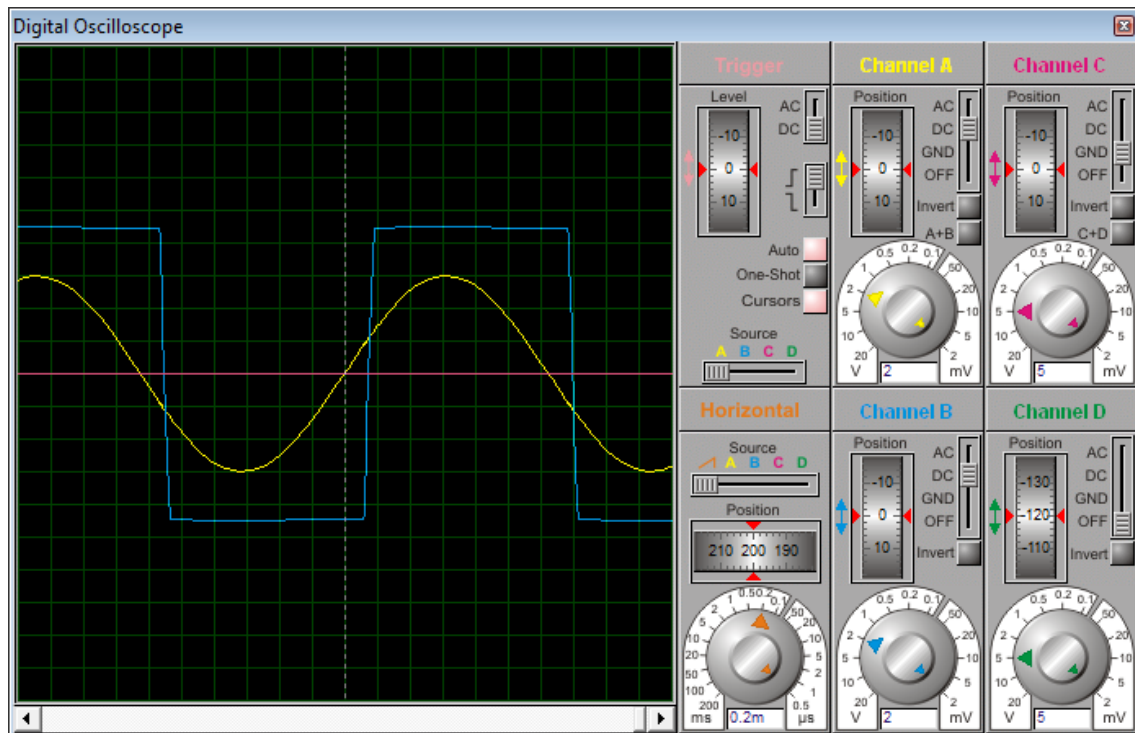 Digital Oscilloscope
Trigger
Level
AC
DC
-10
0
10
Auto
One-Shot
Cursors
Source
A B C D
Channel A
Position
AC
DC
GND
OFF
-10
0
10
Invert
A+B
20 10 5 2 1 0.5 0.2 0.1 50 20 10 5 2
V 2 mV
Channel C
Position
AC
DC
GND
OFF
-10
0
10
Invert
C+D
20 10 5 2 1 0.5 0.2 0.1 50 20 10 5 2
V 5 mV
Horizontal
Source
A B C D
Position
210 200 190
200 100 50 20 10 5 2 1 0.5 0.2 0.1 50 20 10 5 2 1 0.5
ms 0.2m µs
Channel B
Position
AC
DC
GND
OFF
-10
0
10
Invert
20 10 5 2 1 0.5 0.2 0.1 50 20 10 5 2
V 2 mV
Channel D
Position
AC
DC
GND
OFF
-130
-120
-110
Invert
20 10 5 2 1 0.5 0.2 0.1 50 20 10 5 2
V 5 mV